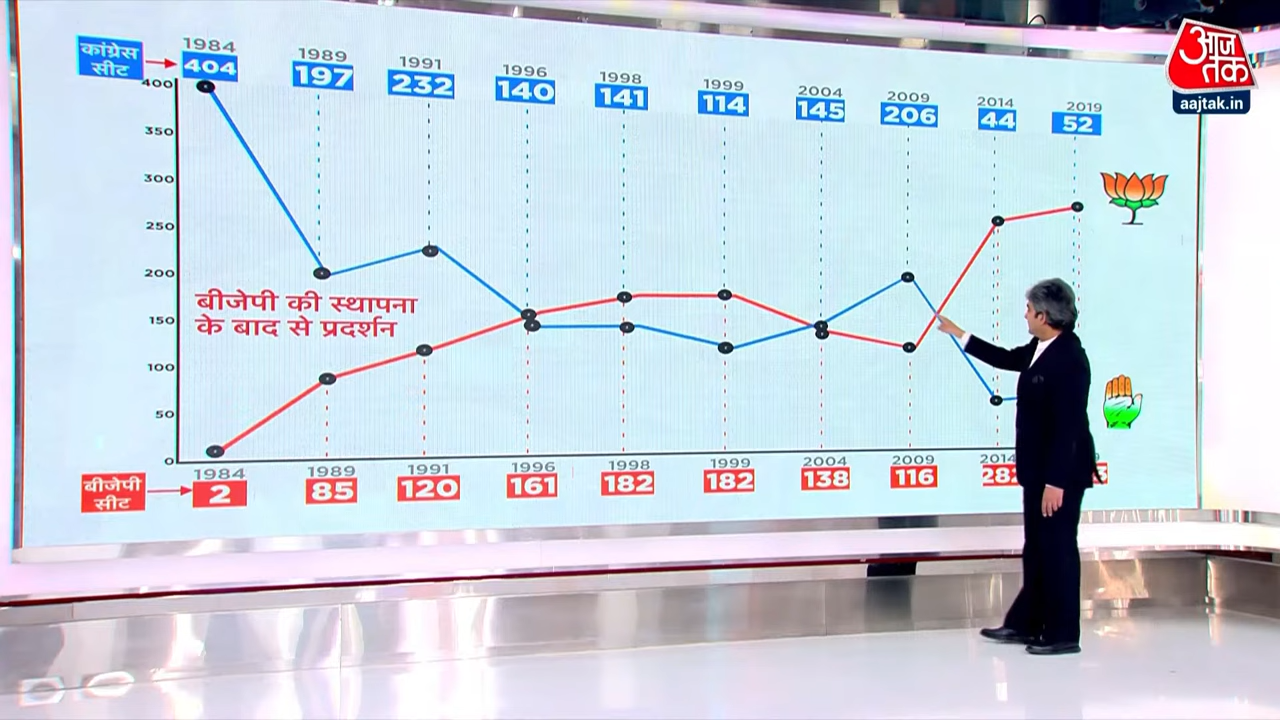 आज तक
aajtak.in
कांग्रेस
सीट
1984 1989 1991 1996 1998 1999 2004 2009 2014 2019
404 197 232 140 141 114 145 206 44 52
400
350
300
250
200
150
100
50
0
बीजेपी की स्थापना
के बाद से प्रदर्शन
बीजेपी
सीट
1984 1989 1991 1996 1998 1999 2004 2009 2014
2 85 120 161 182 182 138 116 282